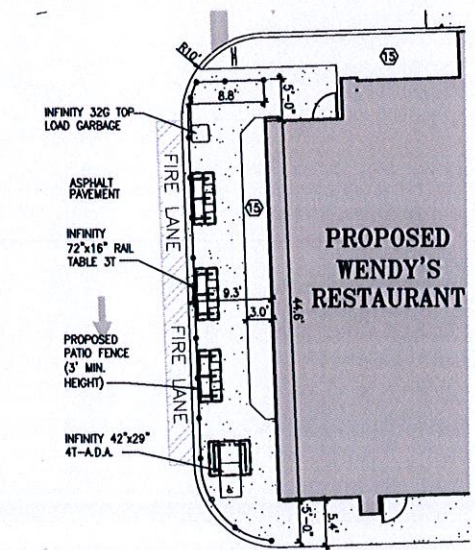 R10'
15
8.8'
5'-0"
INFINITY 32G TOP
LOAD GARBAGE
FIRE LANE
ASPHALT
PAVEMENT
15
INFINITY
72"x16" RAIL
TABLE 3T
PROPOSED
WENDY'S
RESTAURANT
9.3'
3.0'
44.6'
PROPOSED
PATIO FENCE
(3' MIN.
HEIGHT)
FIRE LANE
INFINITY 42"x29"
4T-A.D.A.
5'-0"
5.4'